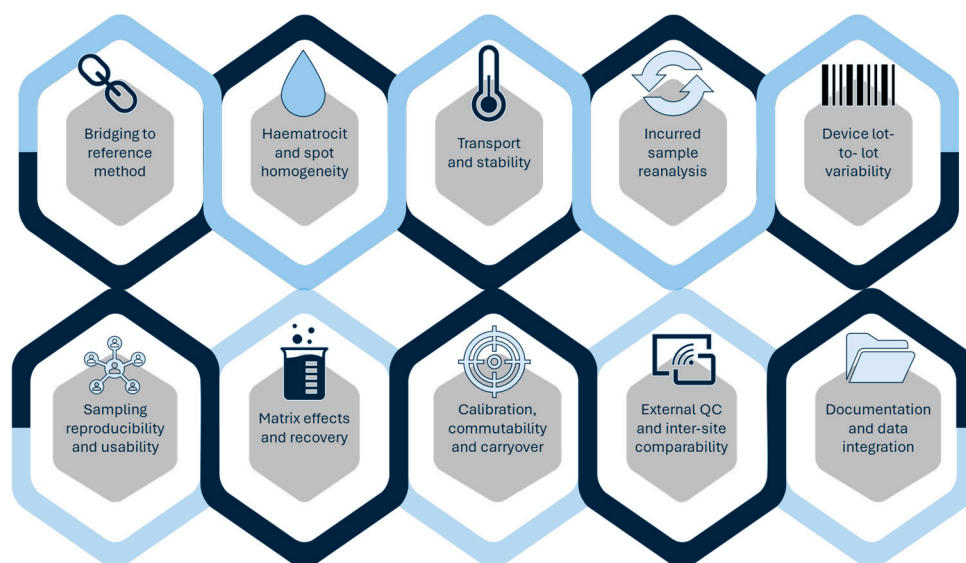 Bridging to
reference
method
Haematrocit
and spot
homogeneity
Transport
and stability
Incurred
sample
reanalysis
Device lot-
to- lot
variability
Sampling
reproducibility
and usability
Matrix effects
and recovery
Calibration,
commutability
and carryover
External QC
and inter-site
comparability
Documentation
and data
integration